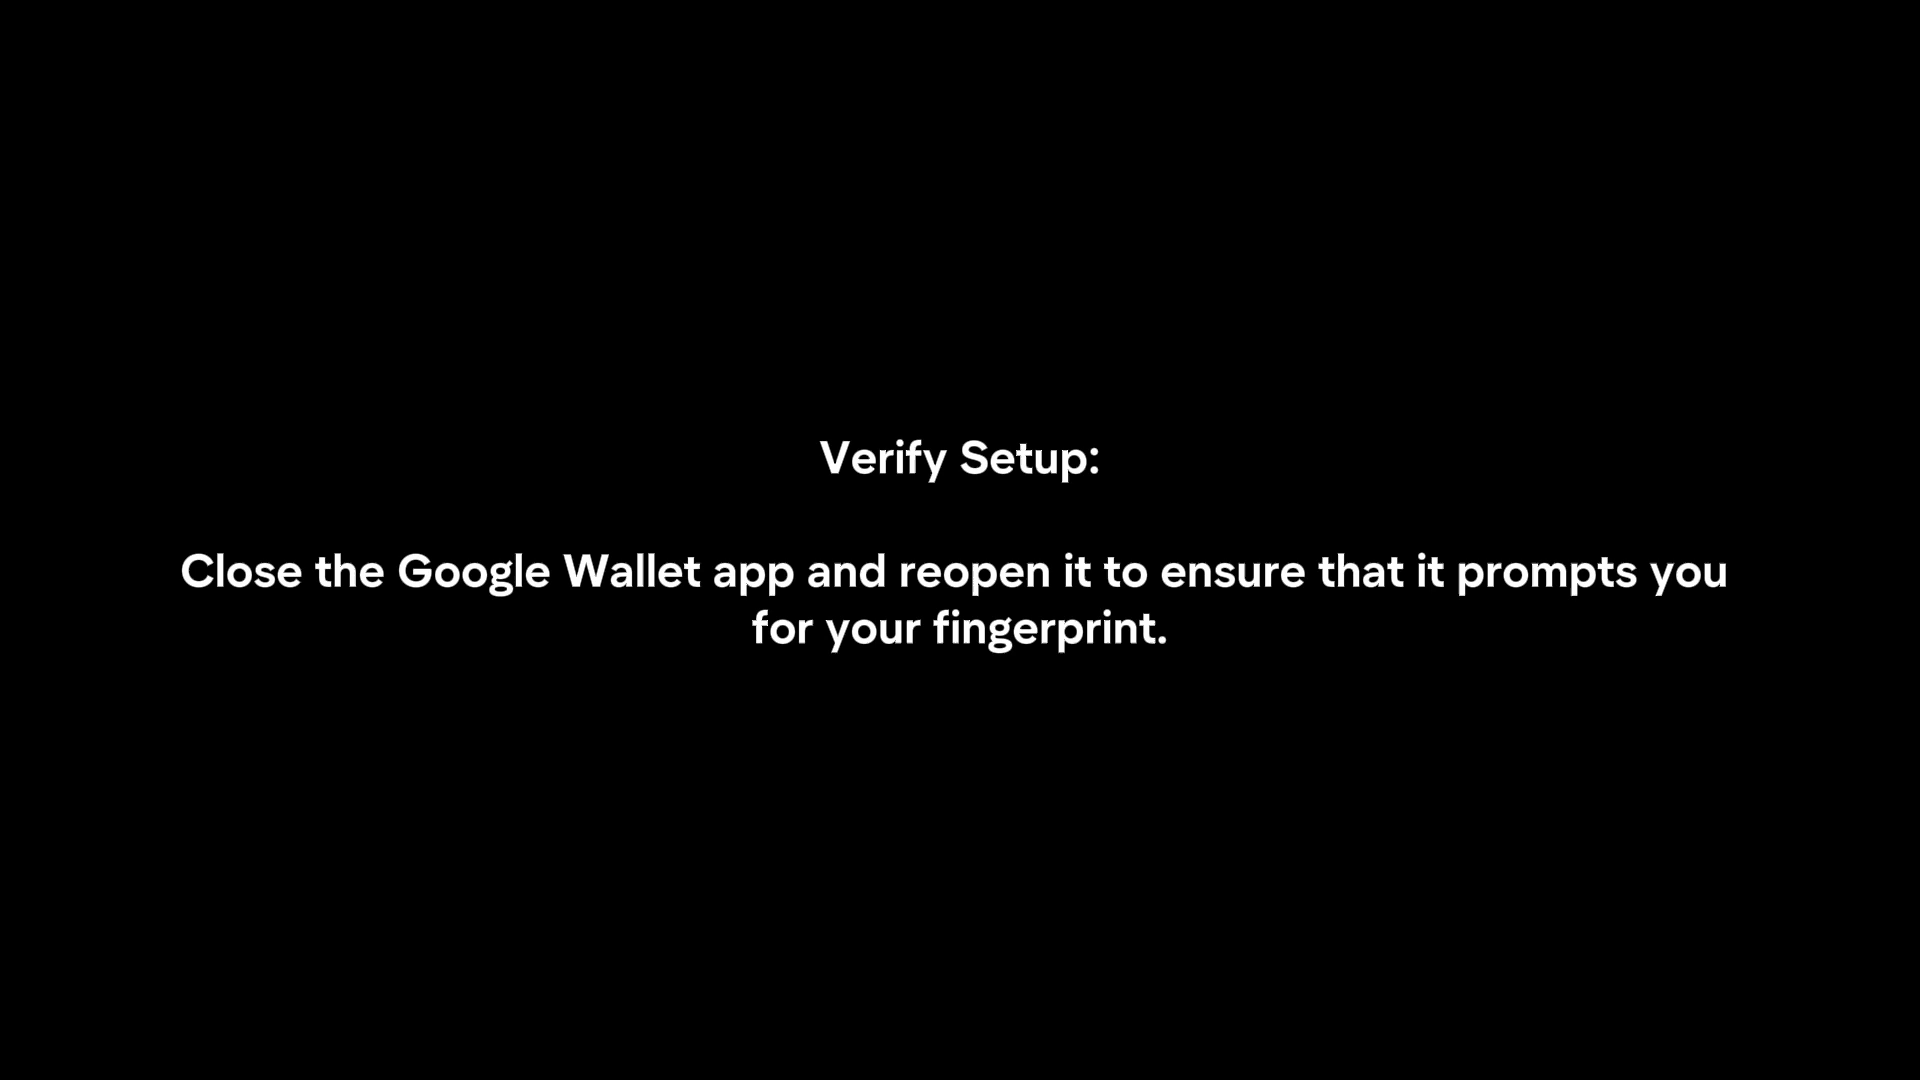 Verify Setup:
Close the Google Wallet app and reopen it to ensure that it prompts you
for your fingerprint.